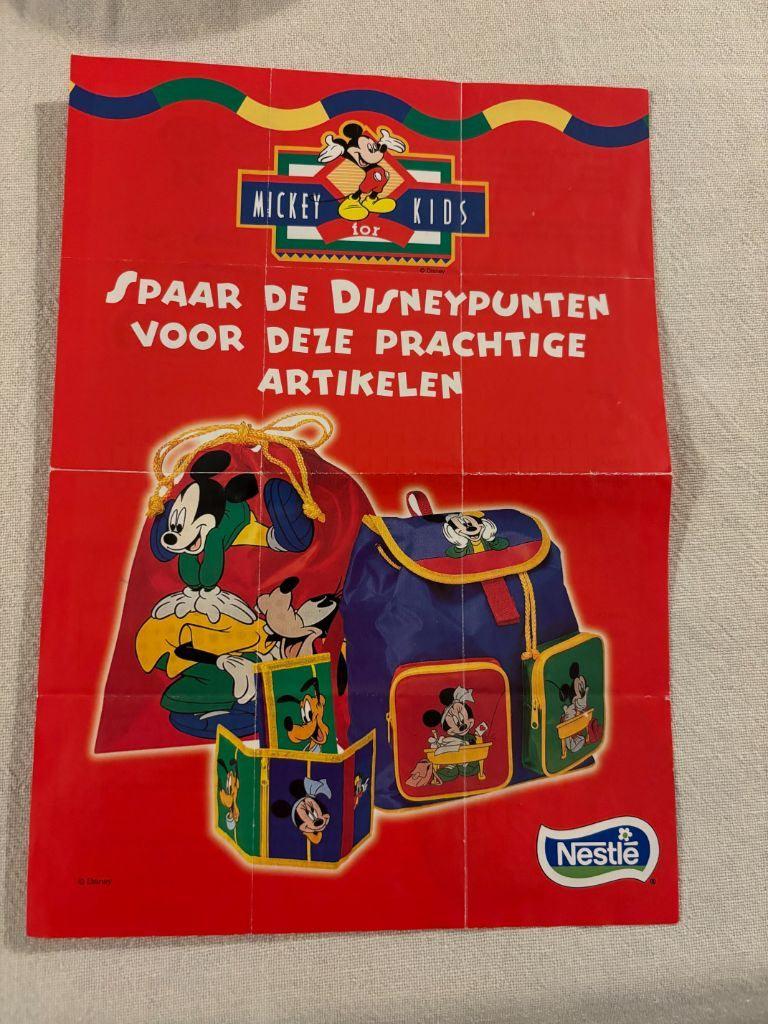 MICKEY for KIDS
© Disney
SPAAR DE DISNEYPUNTEN
VOOR DEZE PRACHTIGE
ARTIKELEN
Nestlé
®
© Disney